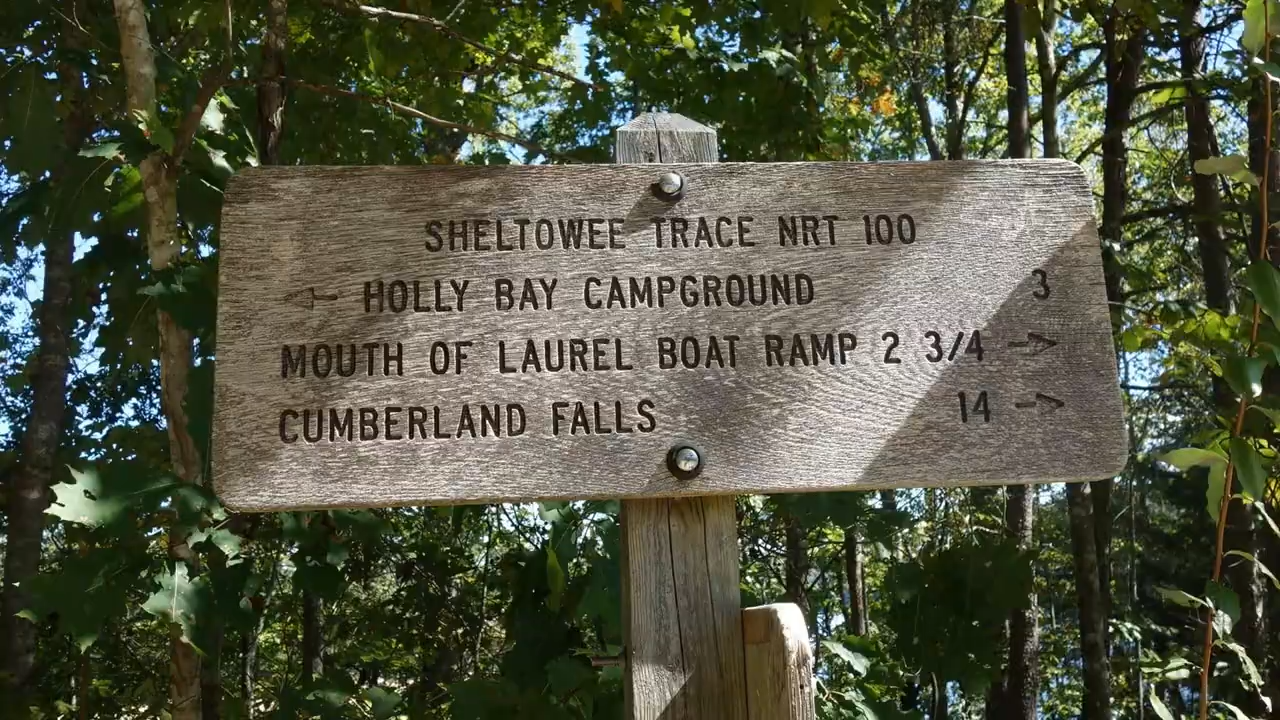 SHELTOWEE TRACE NRT 100
← HOLLY BAY CAMPGROUND 3
MOUTH OF LAUREL BOAT RAMP 2 3/4 →
CUMBERLAND FALLS 14 →